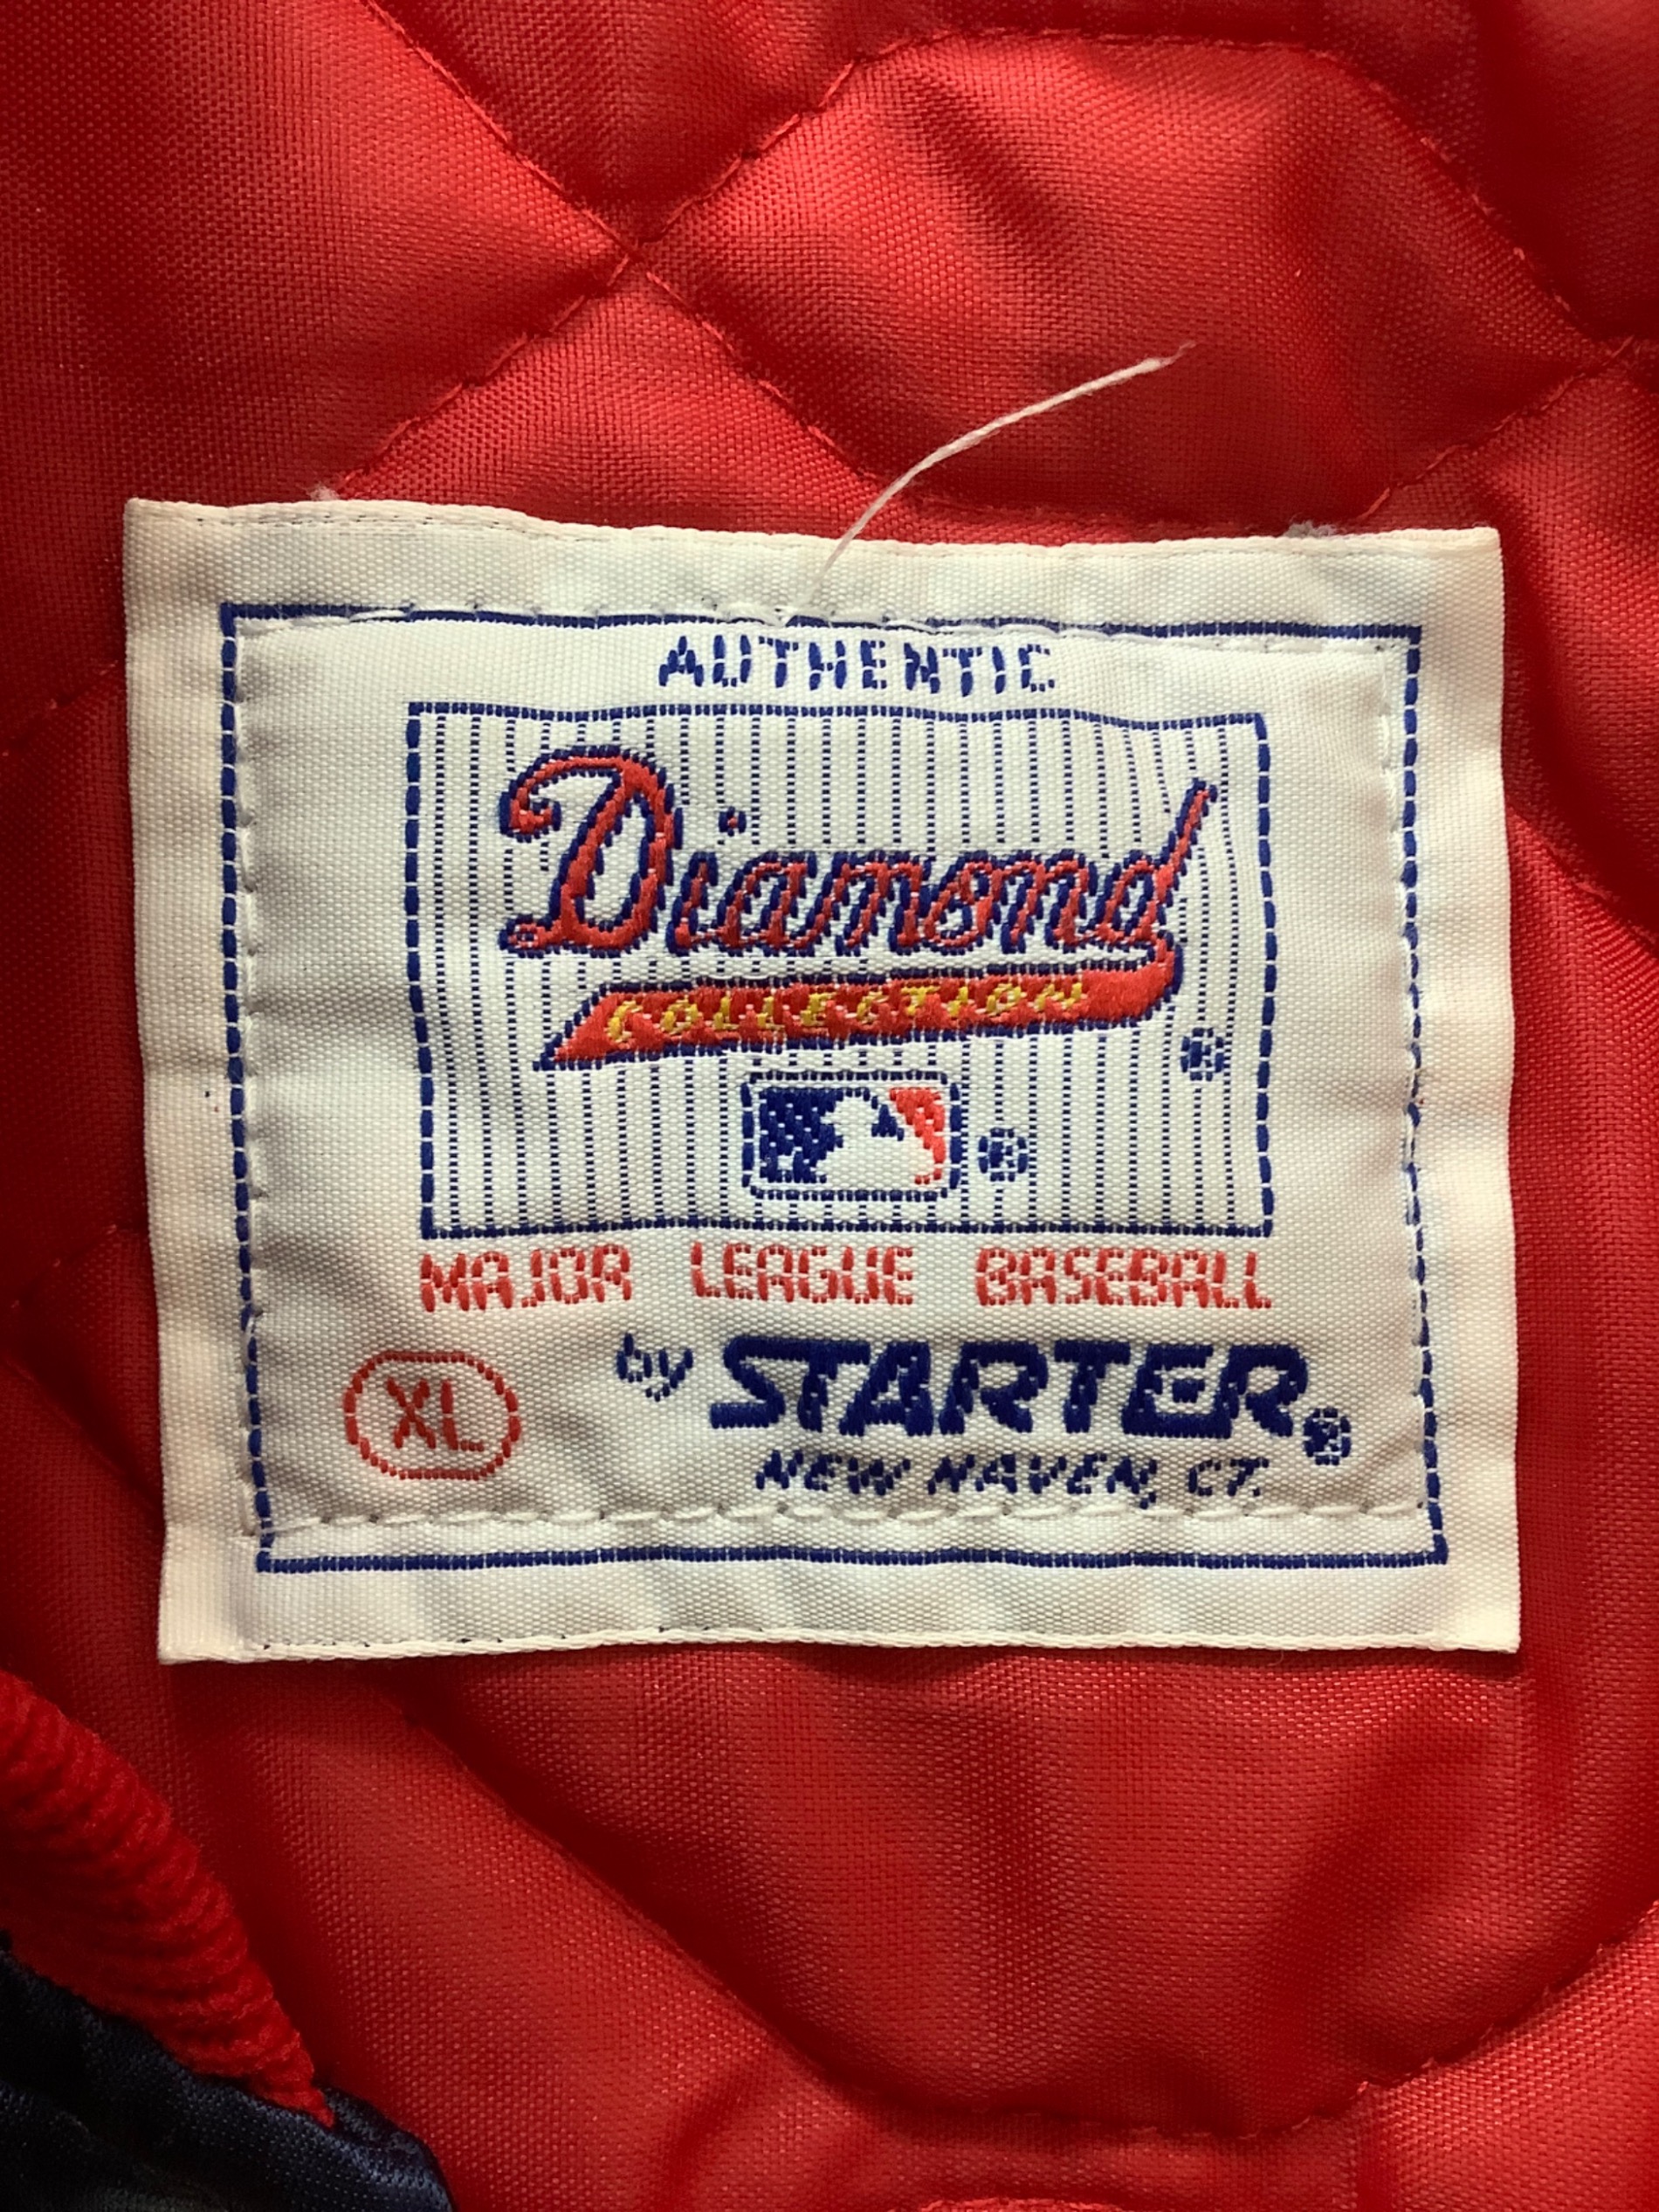 AUTHENTIC
Diamond
COLLECTION
®
®
MAJOR LEAGUE BASEBALL
by STARTER®
XL
NEW HAVEN, CT.